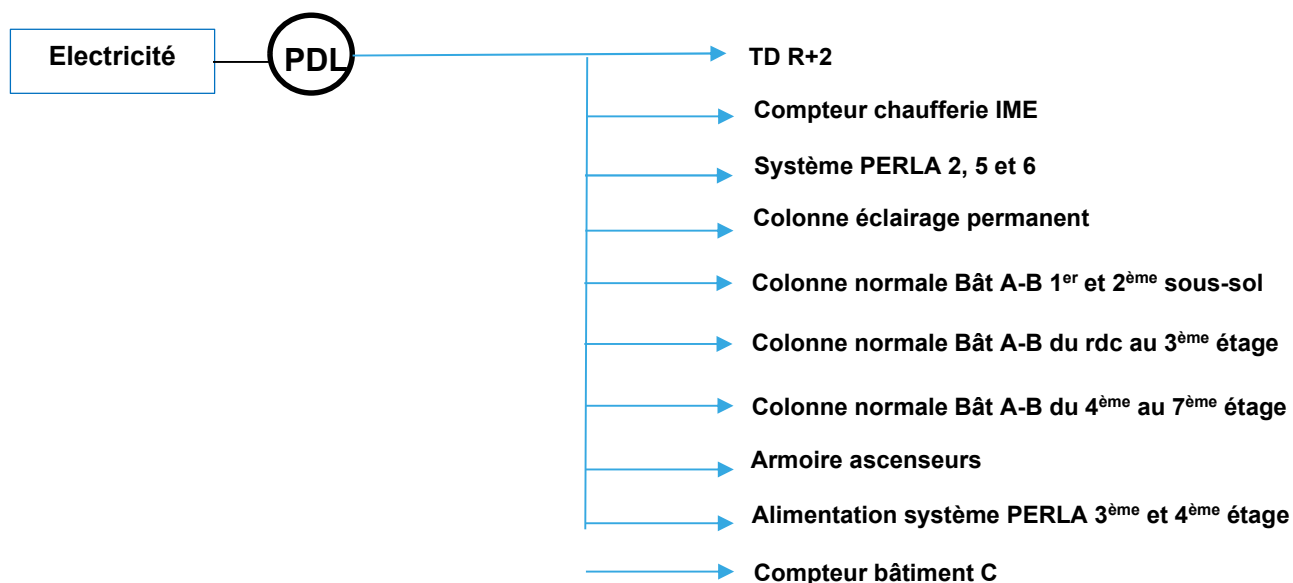 Electricité
PDL
TD R+2
Compteur chaufferie IME
Système PERLA 2, 5 et 6
Colonne éclairage permanent
Colonne normale Bât A-B 1er et 2ème sous-sol
Colonne normale Bât A-B du rdc au 3ème étage
Colonne normale Bât A-B du 4ème au 7ème étage
Armoire ascenseurs
Alimentation système PERLA 3ème et 4ème étage
Compteur bâtiment C